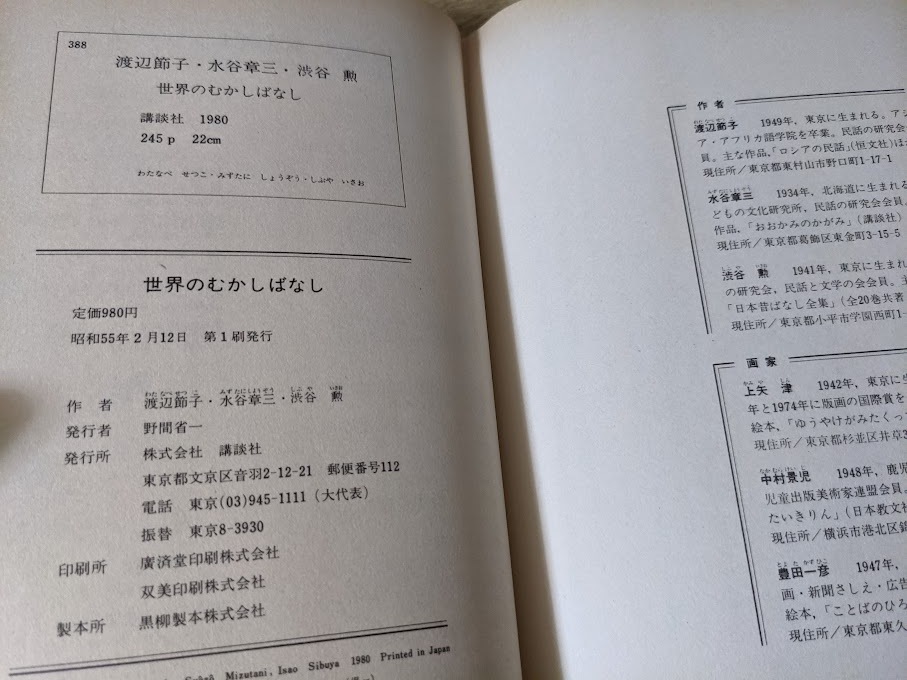 388
渡辺節子・水谷章三・渋谷 勲
世界のむかしばなし
講談社 1980
245p 22cm
わたなべ せつこ・みずたに しょうぞう・しぶや いさお
世界のむかしばなし
定価980円
昭和55年2月12日 第1刷発行
作 者 渡辺節子・水谷章三・渋谷 勲
発行者 野間省一
発行所 株式会社 講談社
東京都文京区音羽2-12-21 郵便番号112
電話 東京(03)945-1111(大代表)
振替 東京8-3930
印刷所 廣済堂印刷株式会社
双美印刷株式会社
製本所 黒柳製本株式会社
Mizutani, Isao Sibuya 1980 Printed in Japan
作 者
渡辺節子 1949年,東京に生まれる。アジ
ア・アフリカ語学院を卒業。民話の研究会
員。主な作品,「ロシアの民話」(恒文社)ほか
現住所/東京都東村山市野口町1-17-1
水谷章三 1934年,北海道に生まれる
どもの文化研究所,民話の研究会会員。
作品,「おおかみのかがみ」(講談社)
現住所/東京都葛飾区東金町3-15-5
渋谷 勲 1941年,東京に生まれ
の研究会,民話と文学の会会員。主
「日本昔ばなし全集」(全20巻共著
現住所/東京都小平市学園西町1-
画 家
上矢 津 1942年,東京に生
年と1974年に版画の国際賞を
絵本,「ゆうやけがみたくっ
現住所/東京都杉並区井草3
中村景児 1948年,鹿児
児童出版美術家連盟会員。
たいきりん」(日本教文社
現住所/横浜市港北区
豊田一彦 1947年,
画・新聞さしえ・広告
絵本,「ことばのひろ
現住所/東京都東久